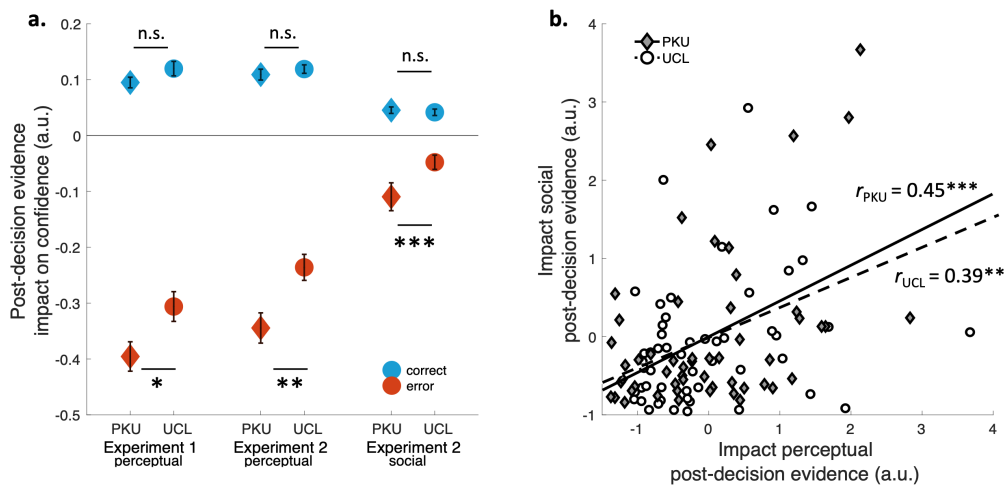 a.
Post-decision evidence
impact on confidence (a.u.)
0.2
0.1
0
-0.1
-0.2
-0.3
-0.4
-0.5
n.s.
n.s.
n.s.
*
**
***
correct
error
PKU UCL
Experiment 1
perceptual
PKU UCL
Experiment 2
perceptual
PKU UCL
Experiment 2
social
b.
Impact social
post-decision evidence (a.u.)
4
3
2
1
0
-1
PKU
UCL
rPKU = 0.45***
rUCL = 0.39**
-1 0 1 2 3 4
Impact perceptual
post-decision evidence (a.u.)